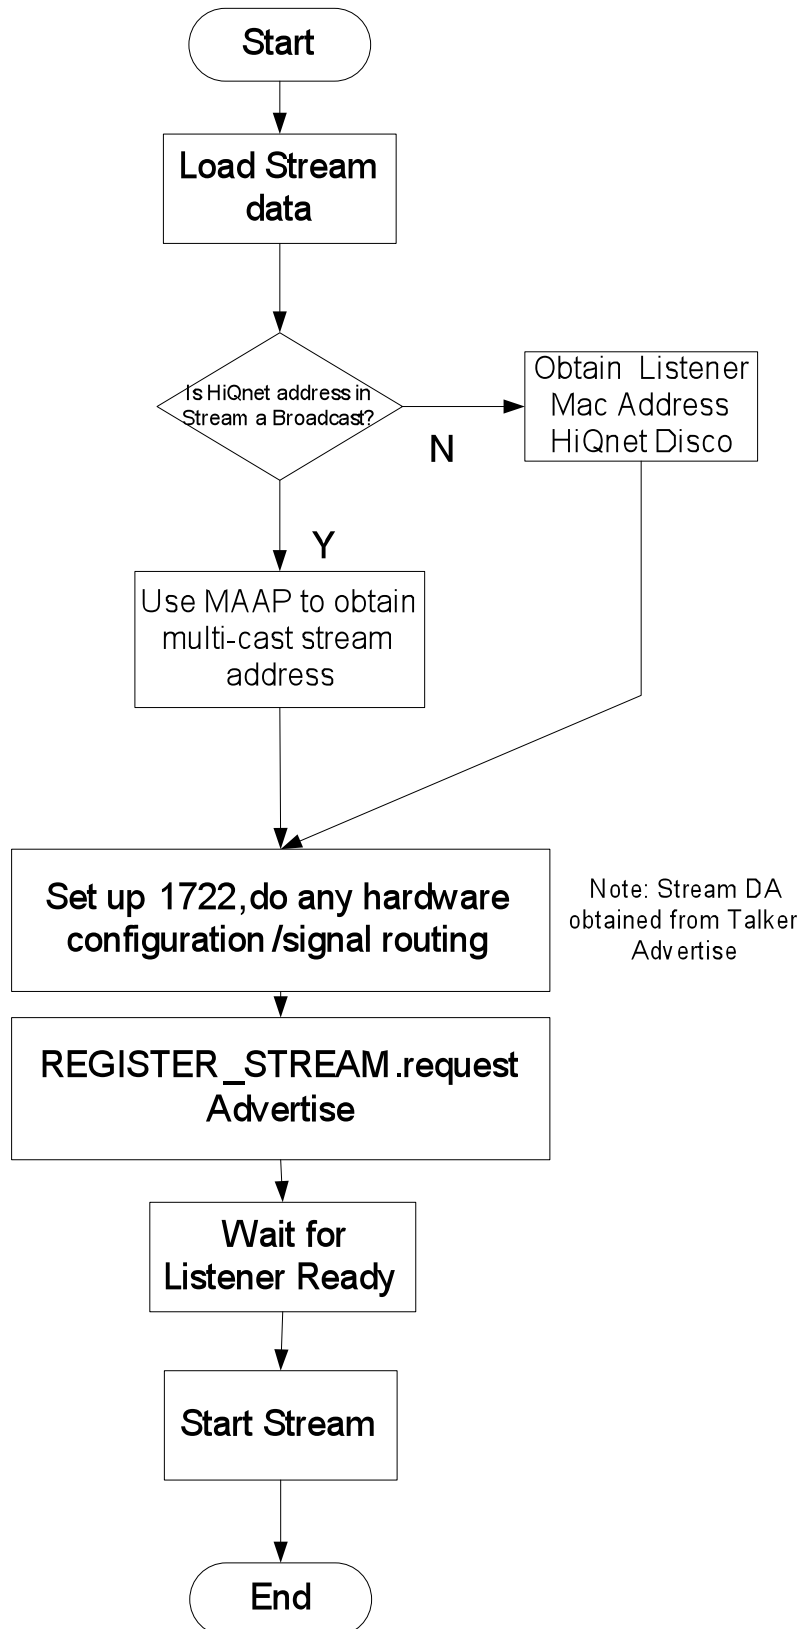 Start
Load Stream
data
Is HiQnet address in
Stream a Broadcast?
N
Obtain Listener
Mac Address
HiQnet Disco
Y
Use MAAP to obtain
multi-cast stream
address
Set up 1722, do any hardware
configuration /signal routing
Note: Stream DA
obtained from Talker
Advertise
REGISTER_STREAM.request
Advertise
Wait for
Listener Ready
Start Stream
End